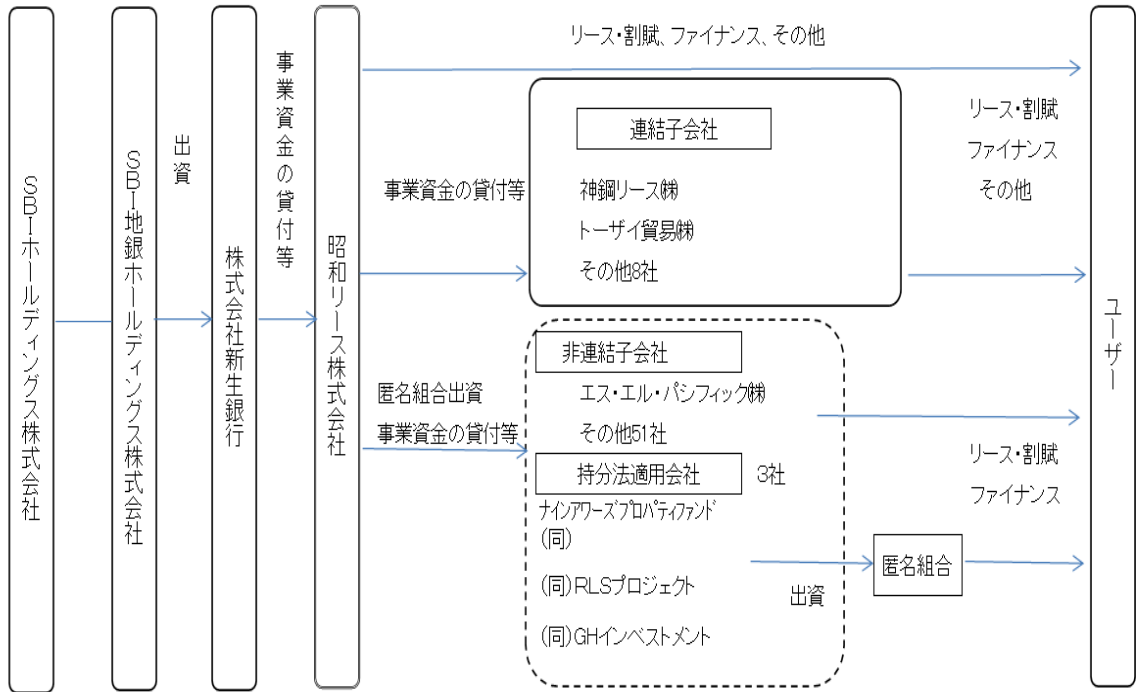 SBIホールディングス株式会社
SBI地銀ホールディングス株式会社
出資
株式会社新生銀行
事業資金の貸付等
昭和リース株式会社
リース・割賦、ファイナンス、その他
事業資金の貸付等
連結子会社
神鋼リース㈱
トーザイ貿易㈱
その他8社
リース・割賦
ファイナンス
その他
匿名組合出資
事業資金の貸付等
非連結子会社
エス・エル・パシフィック㈱
その他51社
持分法適用会社 3社
ナインアワーズプロパティファンド
(同)
(同)RLSプロジェクト
(同)GHインベストメント
出資
匿名組合
リース・割賦
ファイナンス
ユーザー